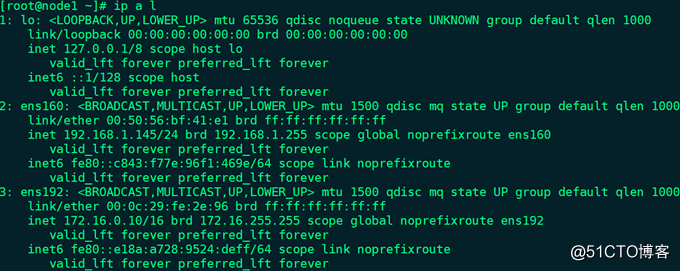 [root@node1 ~]# ip a l
1: lo: <LOOPBACK,UP,LOWER_UP> mtu 65536 qdisc noqueue state UNKNOWN group default qlen 1000
link/loopback 00:00:00:00:00:00 brd 00:00:00:00:00:00
inet 127.0.0.1/8 scope host lo
valid_lft forever preferred_lft forever
inet6 ::1/128 scope host
valid_lft forever preferred_lft forever
2: ens160: <BROADCAST,MULTICAST,UP,LOWER_UP> mtu 1500 qdisc mq state UP group default qlen 1000
link/ether 00:50:56:bf:41:e1 brd ff:ff:ff:ff:ff:ff
inet 192.168.1.145/24 brd 192.168.1.255 scope global noprefixroute ens160
valid_lft forever preferred_lft forever
inet6 fe80::c843:f77e:96f1:469e/64 scope link noprefixroute
valid_lft forever preferred_lft forever
3: ens192: <BROADCAST,MULTICAST,UP,LOWER_UP> mtu 1500 qdisc mq state UP group default qlen 1000
link/ether 00:0c:29:fe:2e:96 brd ff:ff:ff:ff:ff:ff
inet 172.16.0.10/16 brd 172.16.255.255 scope global noprefixroute ens192
valid_lft forever preferred_lft forever
inet6 fe80::e18a:a728:9524:deff/64 scope link noprefixroute
valid_lft forever preferred_lft forever
@51CTO博客